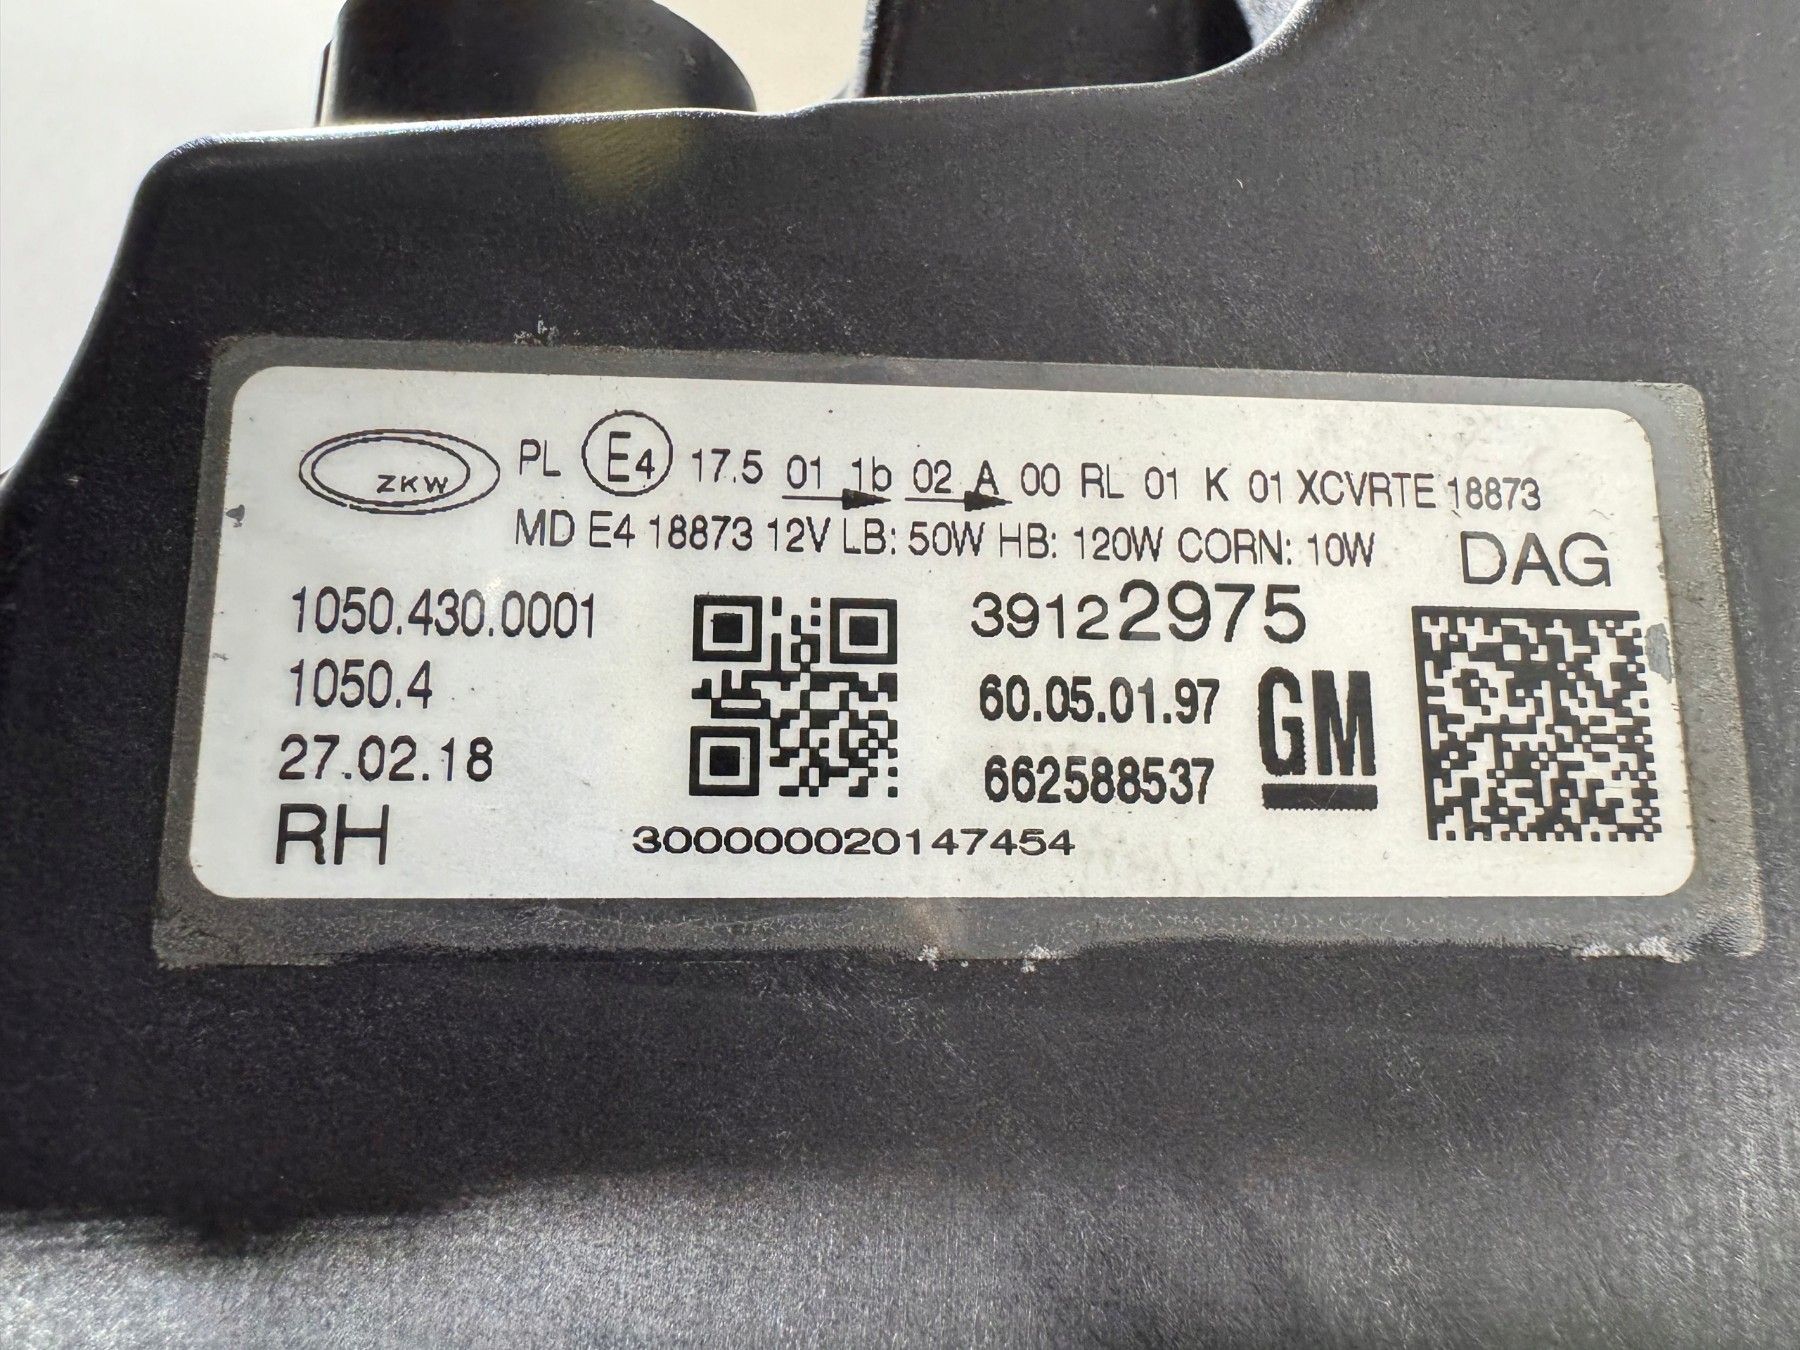 ZKW PL E4 17.5 01 1b 02 A 00 RL 01 K 01 XCVRTE 18873
MD E4 18873 12V LB: 50W HB: 120W CORN: 10W
DAG
1050.430.0001
1050.4
27.02.18
RH
39122975
60.05.01.97
662588537
GM
300000020147454